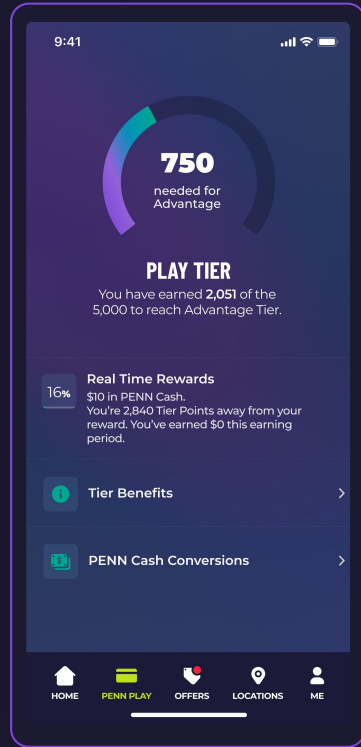 9:41
750
needed for
Advantage
PLAY TIER
You have earned 2,051 of the
5,000 to reach Advantage Tier.
16%
Real Time Rewards
$10 in PENN Cash.
You're 2,840 Tier Points away from your
reward. You've earned $0 this earning
period.
Tier Benefits
PENN Cash Conversions
HOME
PENN PLAY
OFFERS
LOCATIONS
ME